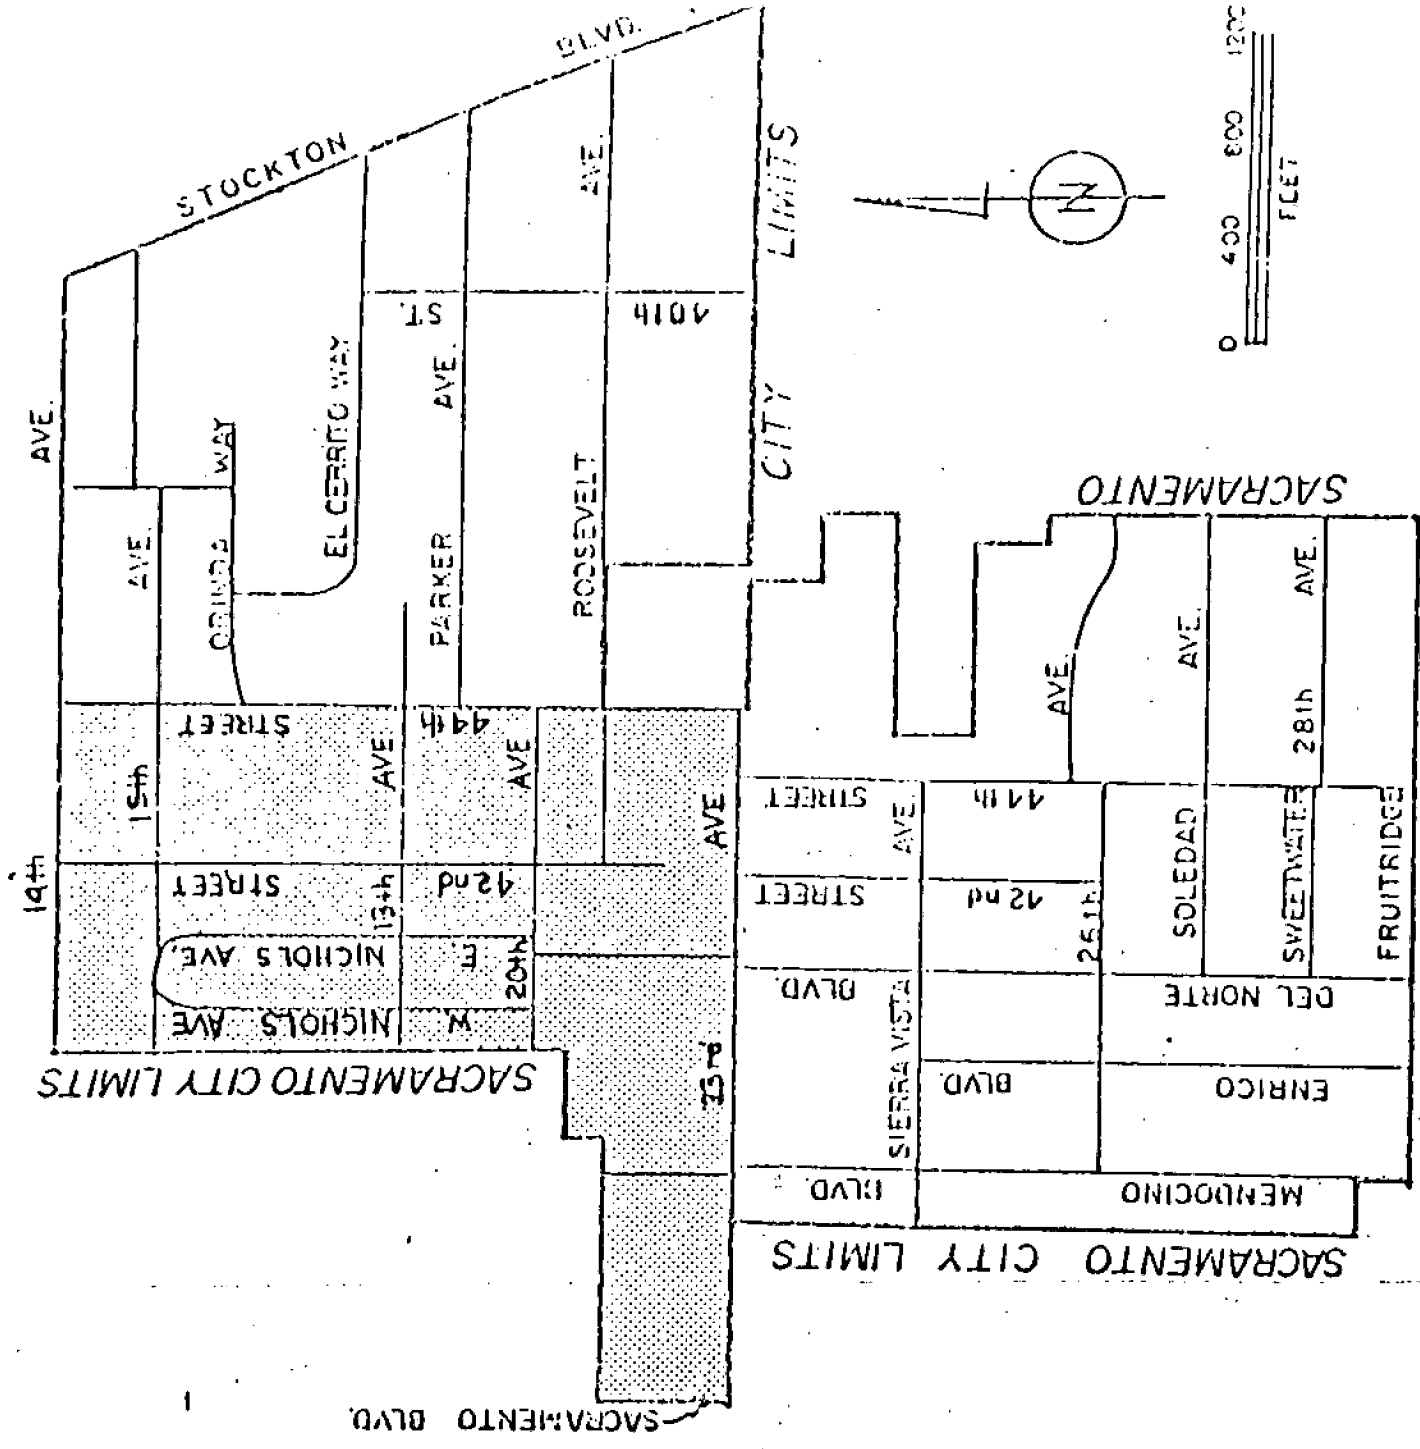 STOCKTON
BLVD.
AVE.
AVE.
ORINDA
WAY
EL CERRITO WAY
PARKER
AVE.
ROOSEVELT
AVE.
40th
ST.
CITY
LIMITS
N
0 400 800 1200
FEET
14th
15th
44th
STREET
AVE
AVE
42nd
STREET
20th
E.
NICHOLS AVE.
W.
NICHOLS AVE
SACRAMENTO CITY LIMITS
AVE
SACRAMENTO BLVD.
SACRAMENTO
AVE.
AVE.
28th
AVE.
44th
STREET
AVE.
42nd
STREET
26th
SOLEDAD
SWEETWATER
FRUITRIDGE
DEL NORTE
BLVD
SIERRA VISTA
ENRICO
BLVD.
MENDOCINO
BLVD.
SACRAMENTO CITY LIMITS